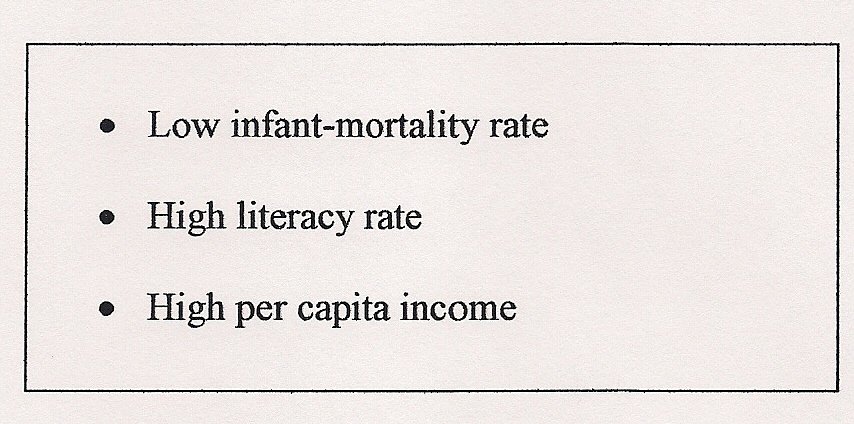 • Low infant-mortality rate
• High literacy rate
• High per capita income